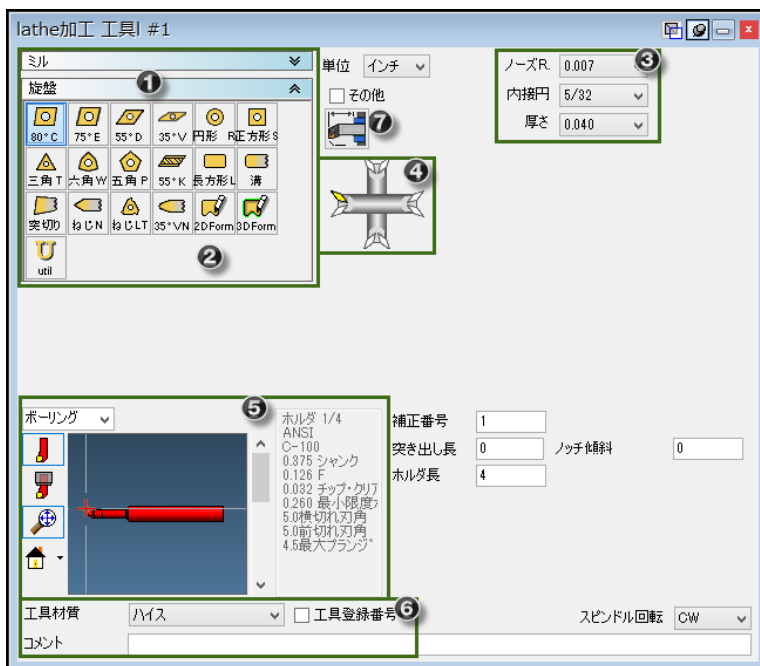 lathe加工 工具| #1
ミル
旋盤
1
80°C 75°E 55°D 35°V 円形 R 正方形 S
三角 T 六角 W 五角 P 55°K 長方形 L 溝
突切り ねじN ねじLT 35°VN 2DForm 3DForm
util
2
単位 インチ
その他
7
4
ノーズR. 0.007
3
内接円 5/32
厚さ 0.040
ボーリング
5
ホルダ 1/4
ANSI
C-100
0.375 シャンク
0.126 F
0.032 チップ・クリア
0.260 最小限度
5.0横切れ刃角
5.0前切れ刃角
4.5最大プランジ
補正番号 1
突き出し長 0 ノッチ傾斜 0
ホルダ長 4
工具材質 ハイス 工具登録番号
6
スピンドル回転 CW
コメント